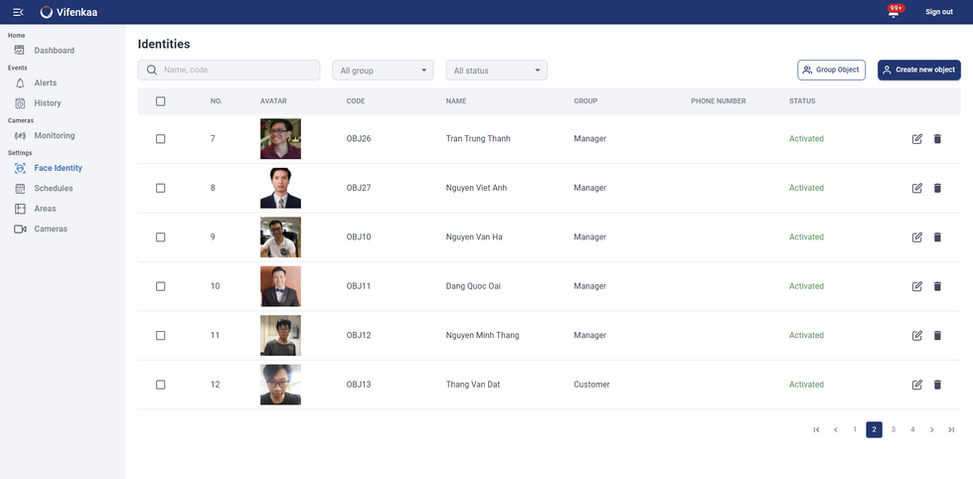 Vifenkaa
99+
Sign out
Home
Dashboard
Events
Alerts
History
Cameras
Monitoring
Settings
Face Identity
Schedules
Areas
Cameras
Identities
Name, code
All group
All status
Group Object
Create new object
NO. AVATAR CODE NAME GROUP PHONE NUMBER STATUS
7 OBJ26 Tran Trung Thanh Manager Activated
8 OBJ27 Nguyen Viet Anh Manager Activated
9 OBJ10 Nguyen Van Ha Manager Activated
10 OBJ11 Dang Quoc Oai Manager Activated
11 OBJ12 Nguyen Minh Thang Manager Activated
12 OBJ13 Thang Van Dat Customer Activated
1 2 3 4